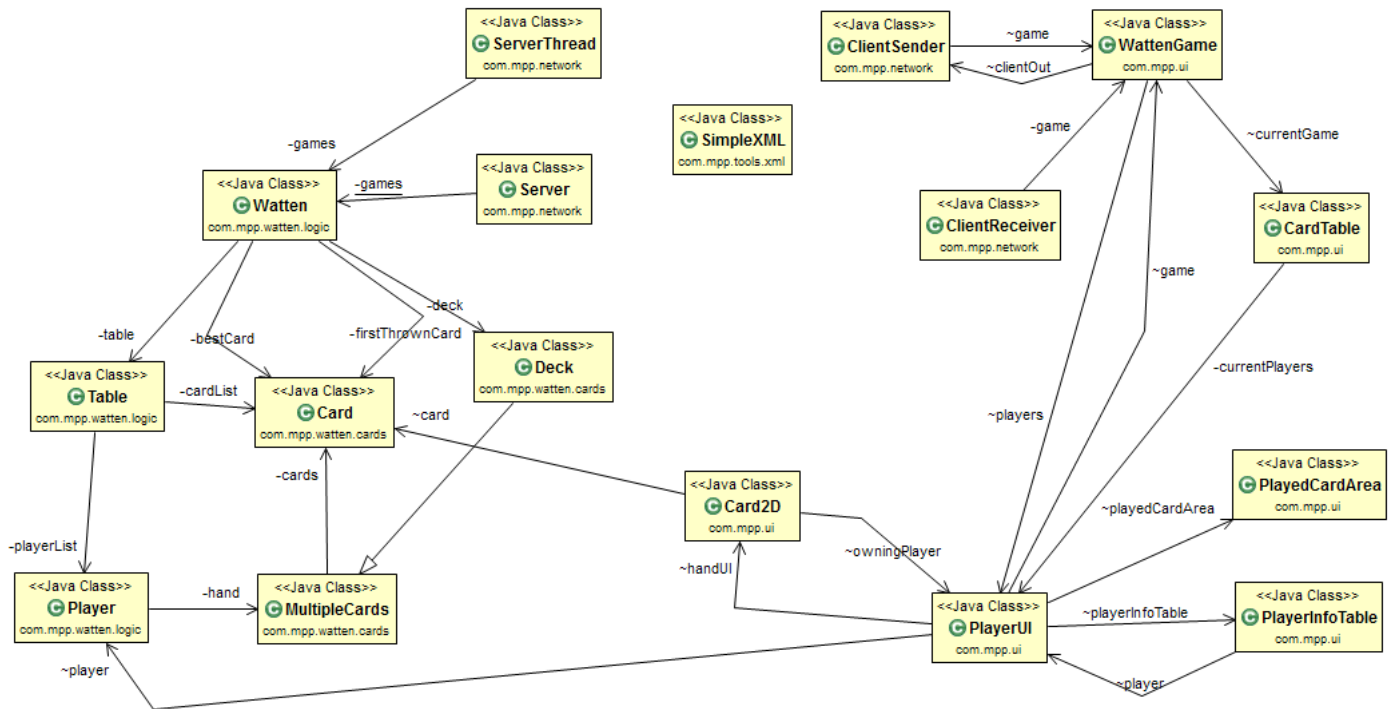 <<Java Class>>
ServerThread
com.mpp.network
<<Java Class>>
ClientSender
com.mpp.network
~game
~clientOut
<<Java Class>>
WattenGame
com.mpp.ui
<<Java Class>>
SimpleXML
com.mpp.tools.xml
-game
~currentGame
-games
<<Java Class>>
Watten
com.mpp.watten.logic
-games
<<Java Class>>
Server
com.mpp.network
<<Java Class>>
ClientReceiver
com.mpp.network
<<Java Class>>
CardTable
com.mpp.ui
~game
-table
-bestCard
-firstThrownCard
-deck
<<Java Class>>
Table
com.mpp.watten.logic
-cardList
<<Java Class>>
Card
com.mpp.watten.cards
<<Java Class>>
Deck
com.mpp.watten.cards
~card
~players
-currentPlayers
-cards
<<Java Class>>
Card2D
com.mpp.ui
<<Java Class>>
PlayedCardArea
com.mpp.ui
~playedCardArea
-playerList
~owningPlayer
~handUI
<<Java Class>>
Player
com.mpp.watten.logic
-hand
<<Java Class>>
MultipleCards
com.mpp.watten.cards
<<Java Class>>
PlayerUI
com.mpp.ui
~playerInfoTable
<<Java Class>>
PlayerInfoTable
com.mpp.ui
~player
~player